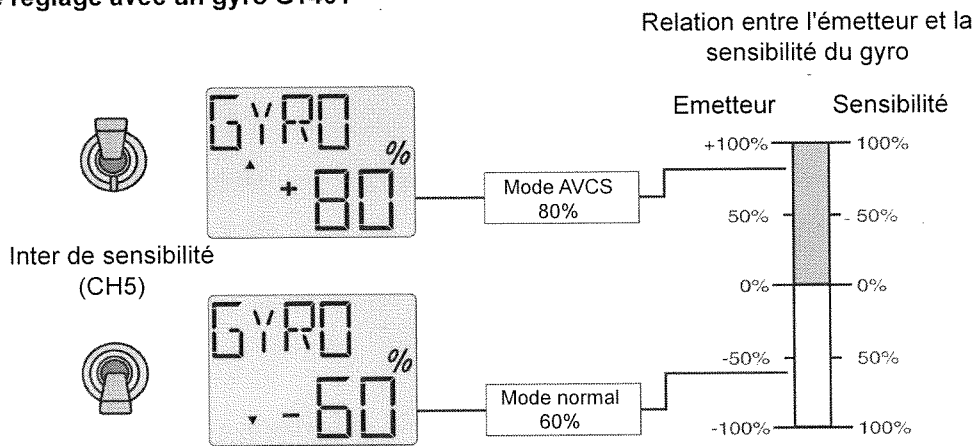 Relation entre l'émetteur et la
sensibilité du gyro
Emetteur Sensibilité
GYRO
%
+80
Mode AVCS
80%
+100% 100%
50% 50%
0% 0%
-50% 50%
-100% 100%
Inter de sensibilité
(CH5)
GYRO
%
-60
Mode normal
60%